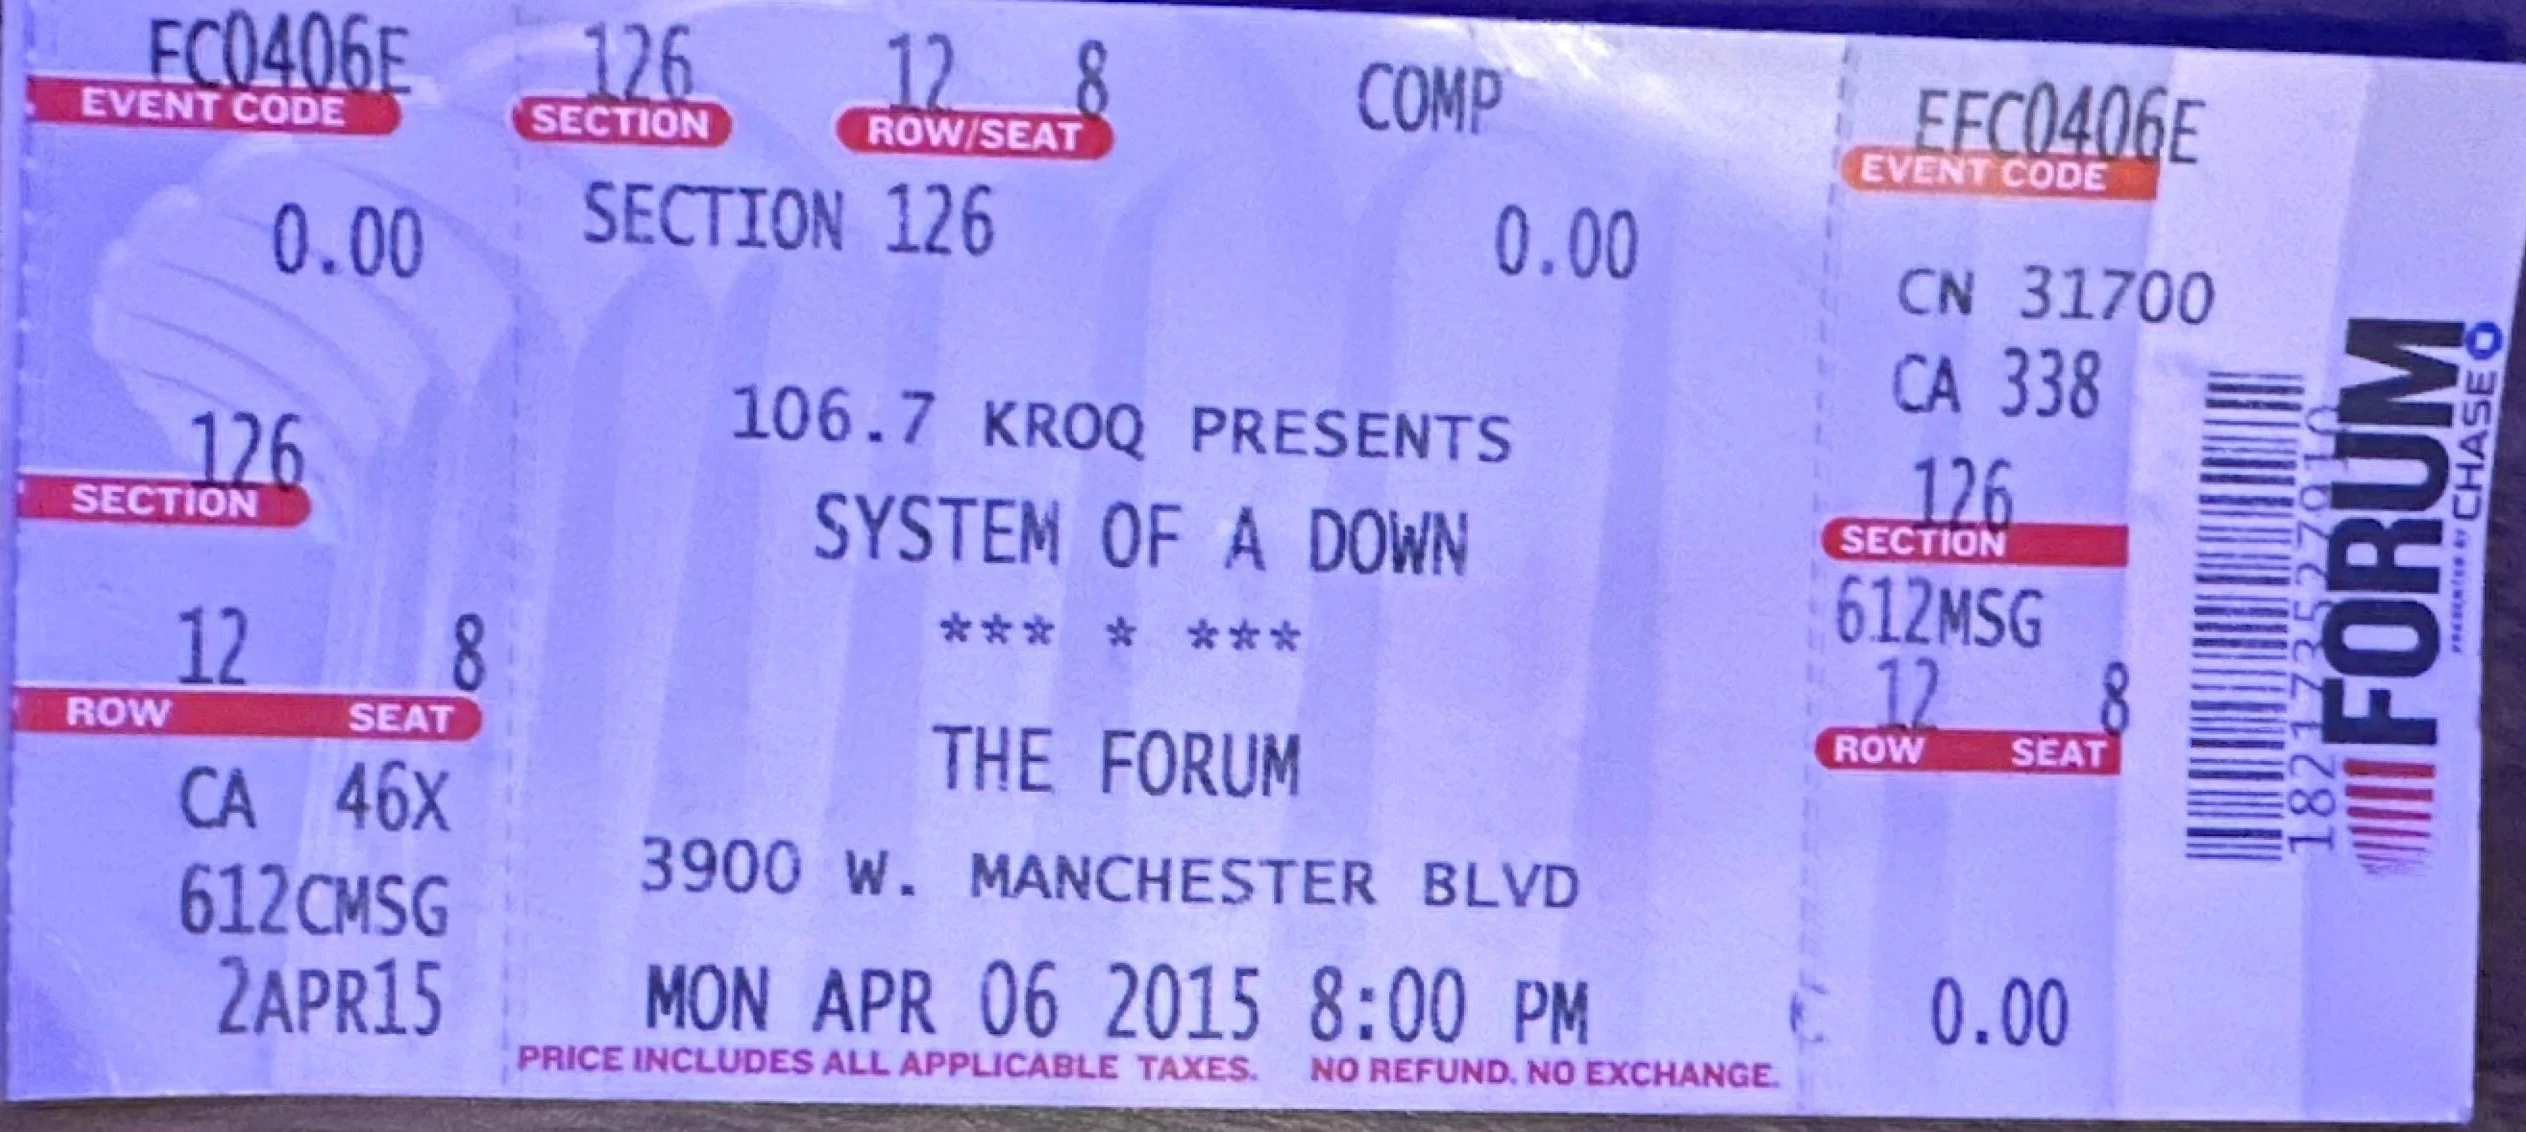 FC0406E
EVENT CODE
0.00
126
SECTION
12 8
ROW SEAT
CA 46X
612CMSG
2APR15
126 12 8 COMP
SECTION ROW/SEAT
SECTION 126 0.00
106.7 KROQ PRESENTS
SYSTEM OF A DOWN
*** * ***
THE FORUM
3900 W. MANCHESTER BLVD
MON APR 06 2015 8:00 PM
PRICE INCLUDES ALL APPLICABLE TAXES. NO REFUND. NO EXCHANGE.
EFC0406E
EVENT CODE
CN 31700
CA 338
126
SECTION
612MSG
12 8
ROW SEAT
0.00
FORUM
PRESENTED BY CHASE